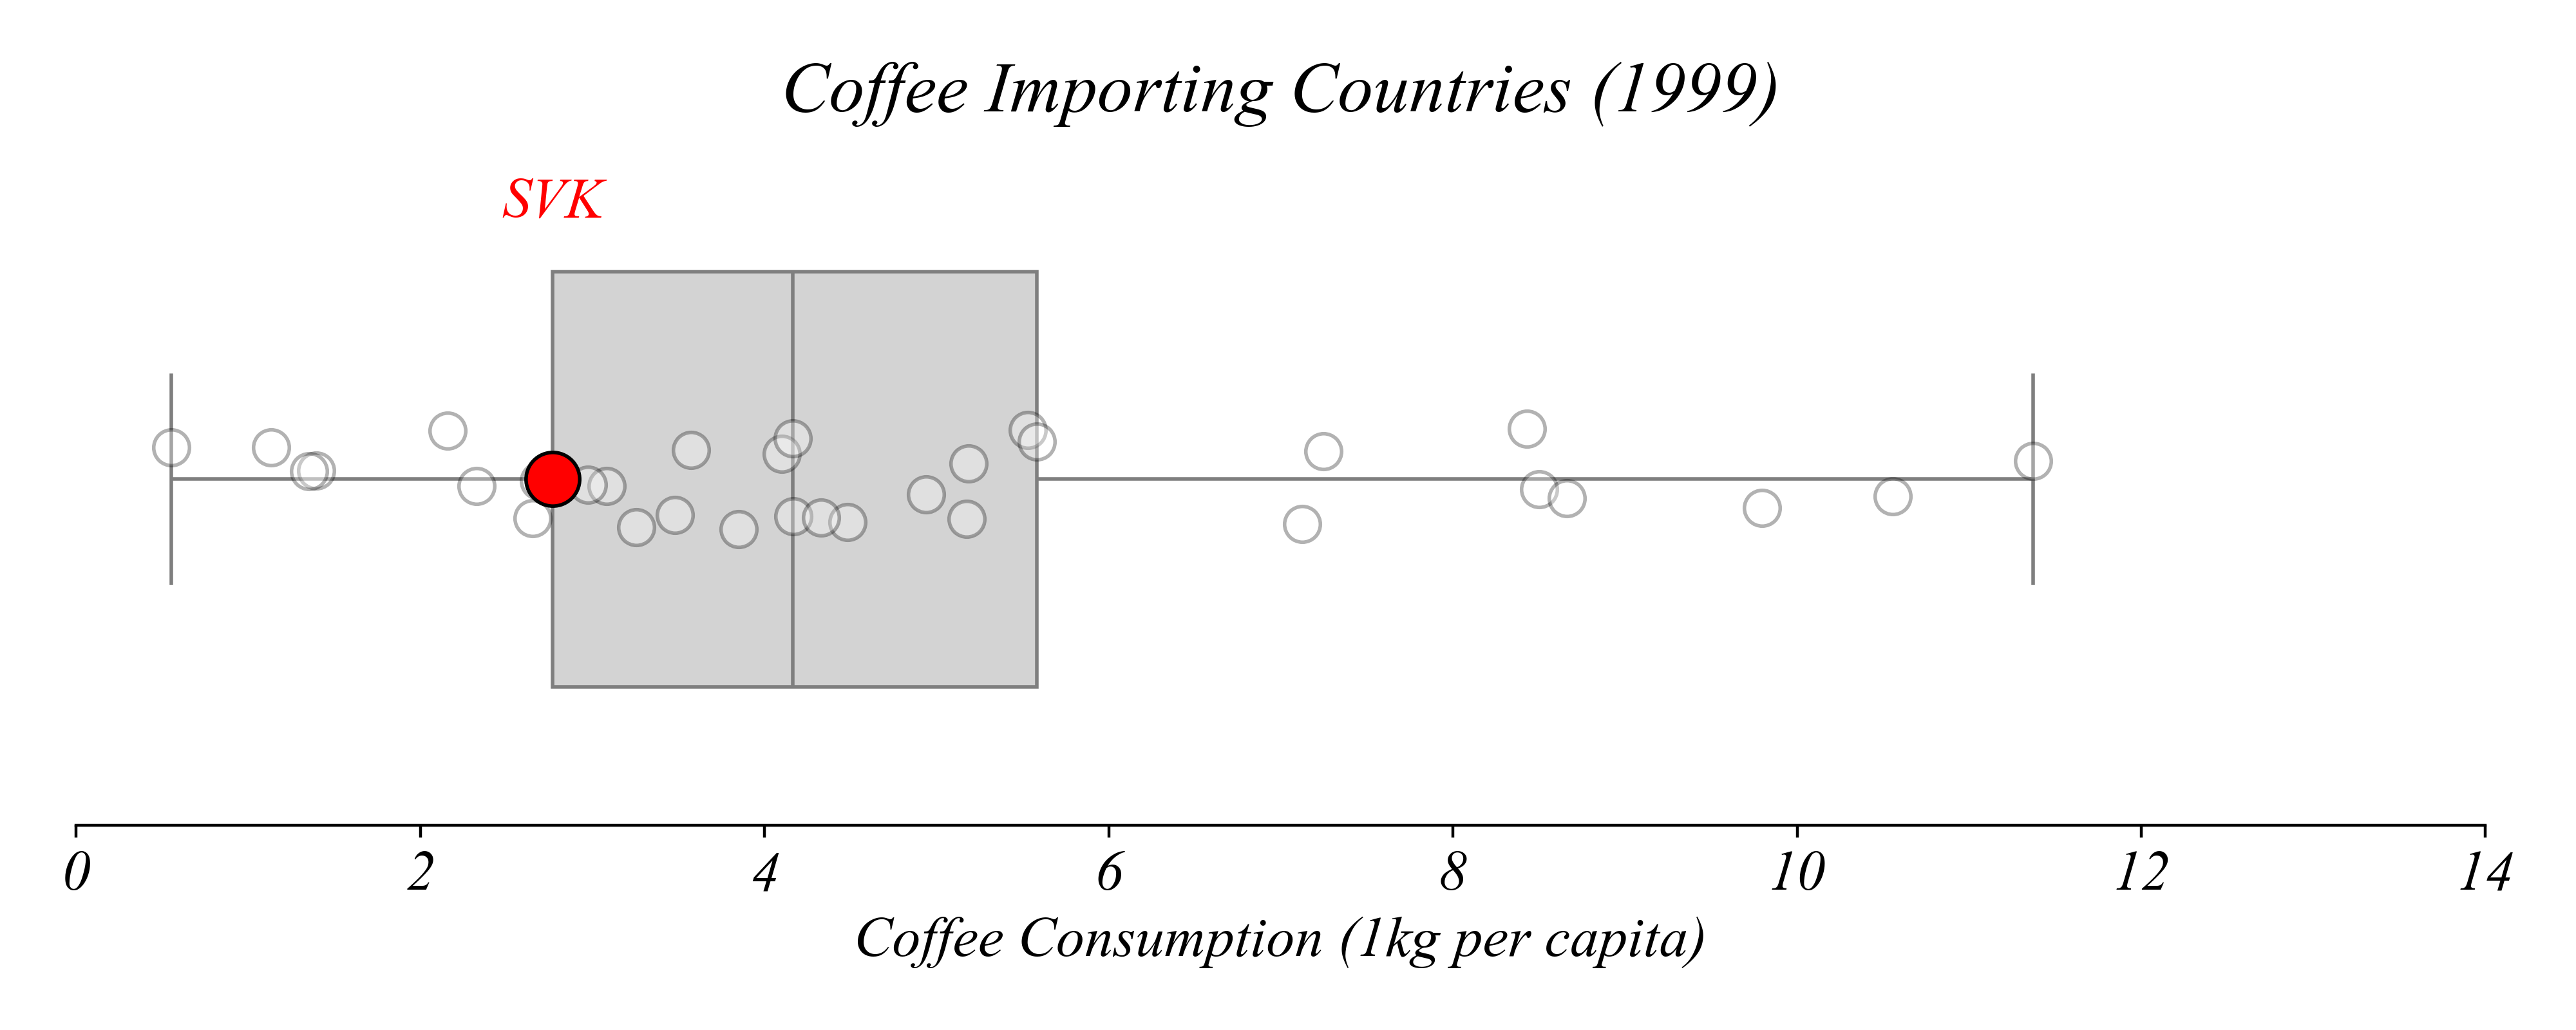 Coffee Importing Countries (1999)
SVK
0 2 4 6 8 10 12 14
Coffee Consumption (1kg per capita)